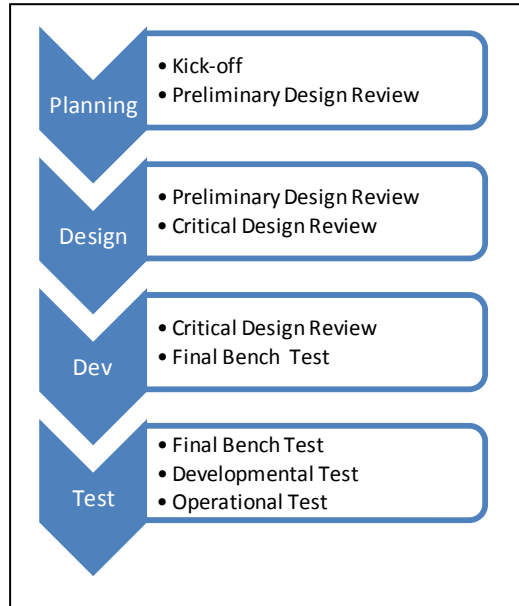 Planning
• Kick-off
• Preliminary Design Review
Design
• Preliminary Design Review
• Critical Design Review
Dev
• Critical Design Review
• Final Bench Test
Test
• Final Bench Test
• Developmental Test
• Operational Test